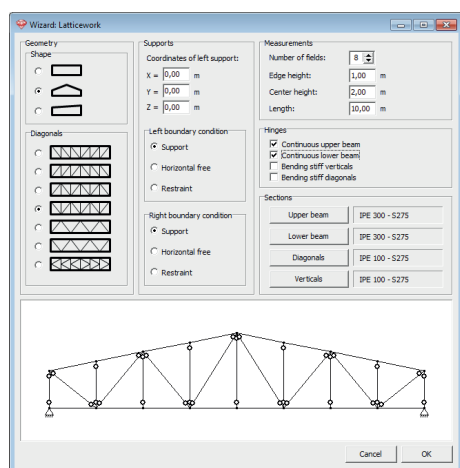 Wizard: Latticework
Geometry
Shape
Diagonals
Supports
Coordinates of left support:
X = 0,00 m
Y = 0,00 m
Z = 0,00 m
Left boundary condition
Support
Horizontal free
Restraint
Right boundary condition
Support
Horizontal free
Restraint
Measurements
Number of fields: 8
Edge height: 1,00 m
Center height: 2,00 m
Length: 10,00 m
Hinges
Continuous upper beam
Continuous lower beam
Bending stiff verticals
Bending stiff diagonals
Sections
Upper beam IPE 300 - S275
Lower beam IPE 300 - S275
Diagonals IPE 100 - S275
Verticals IPE 100 - S275
Cancel OK